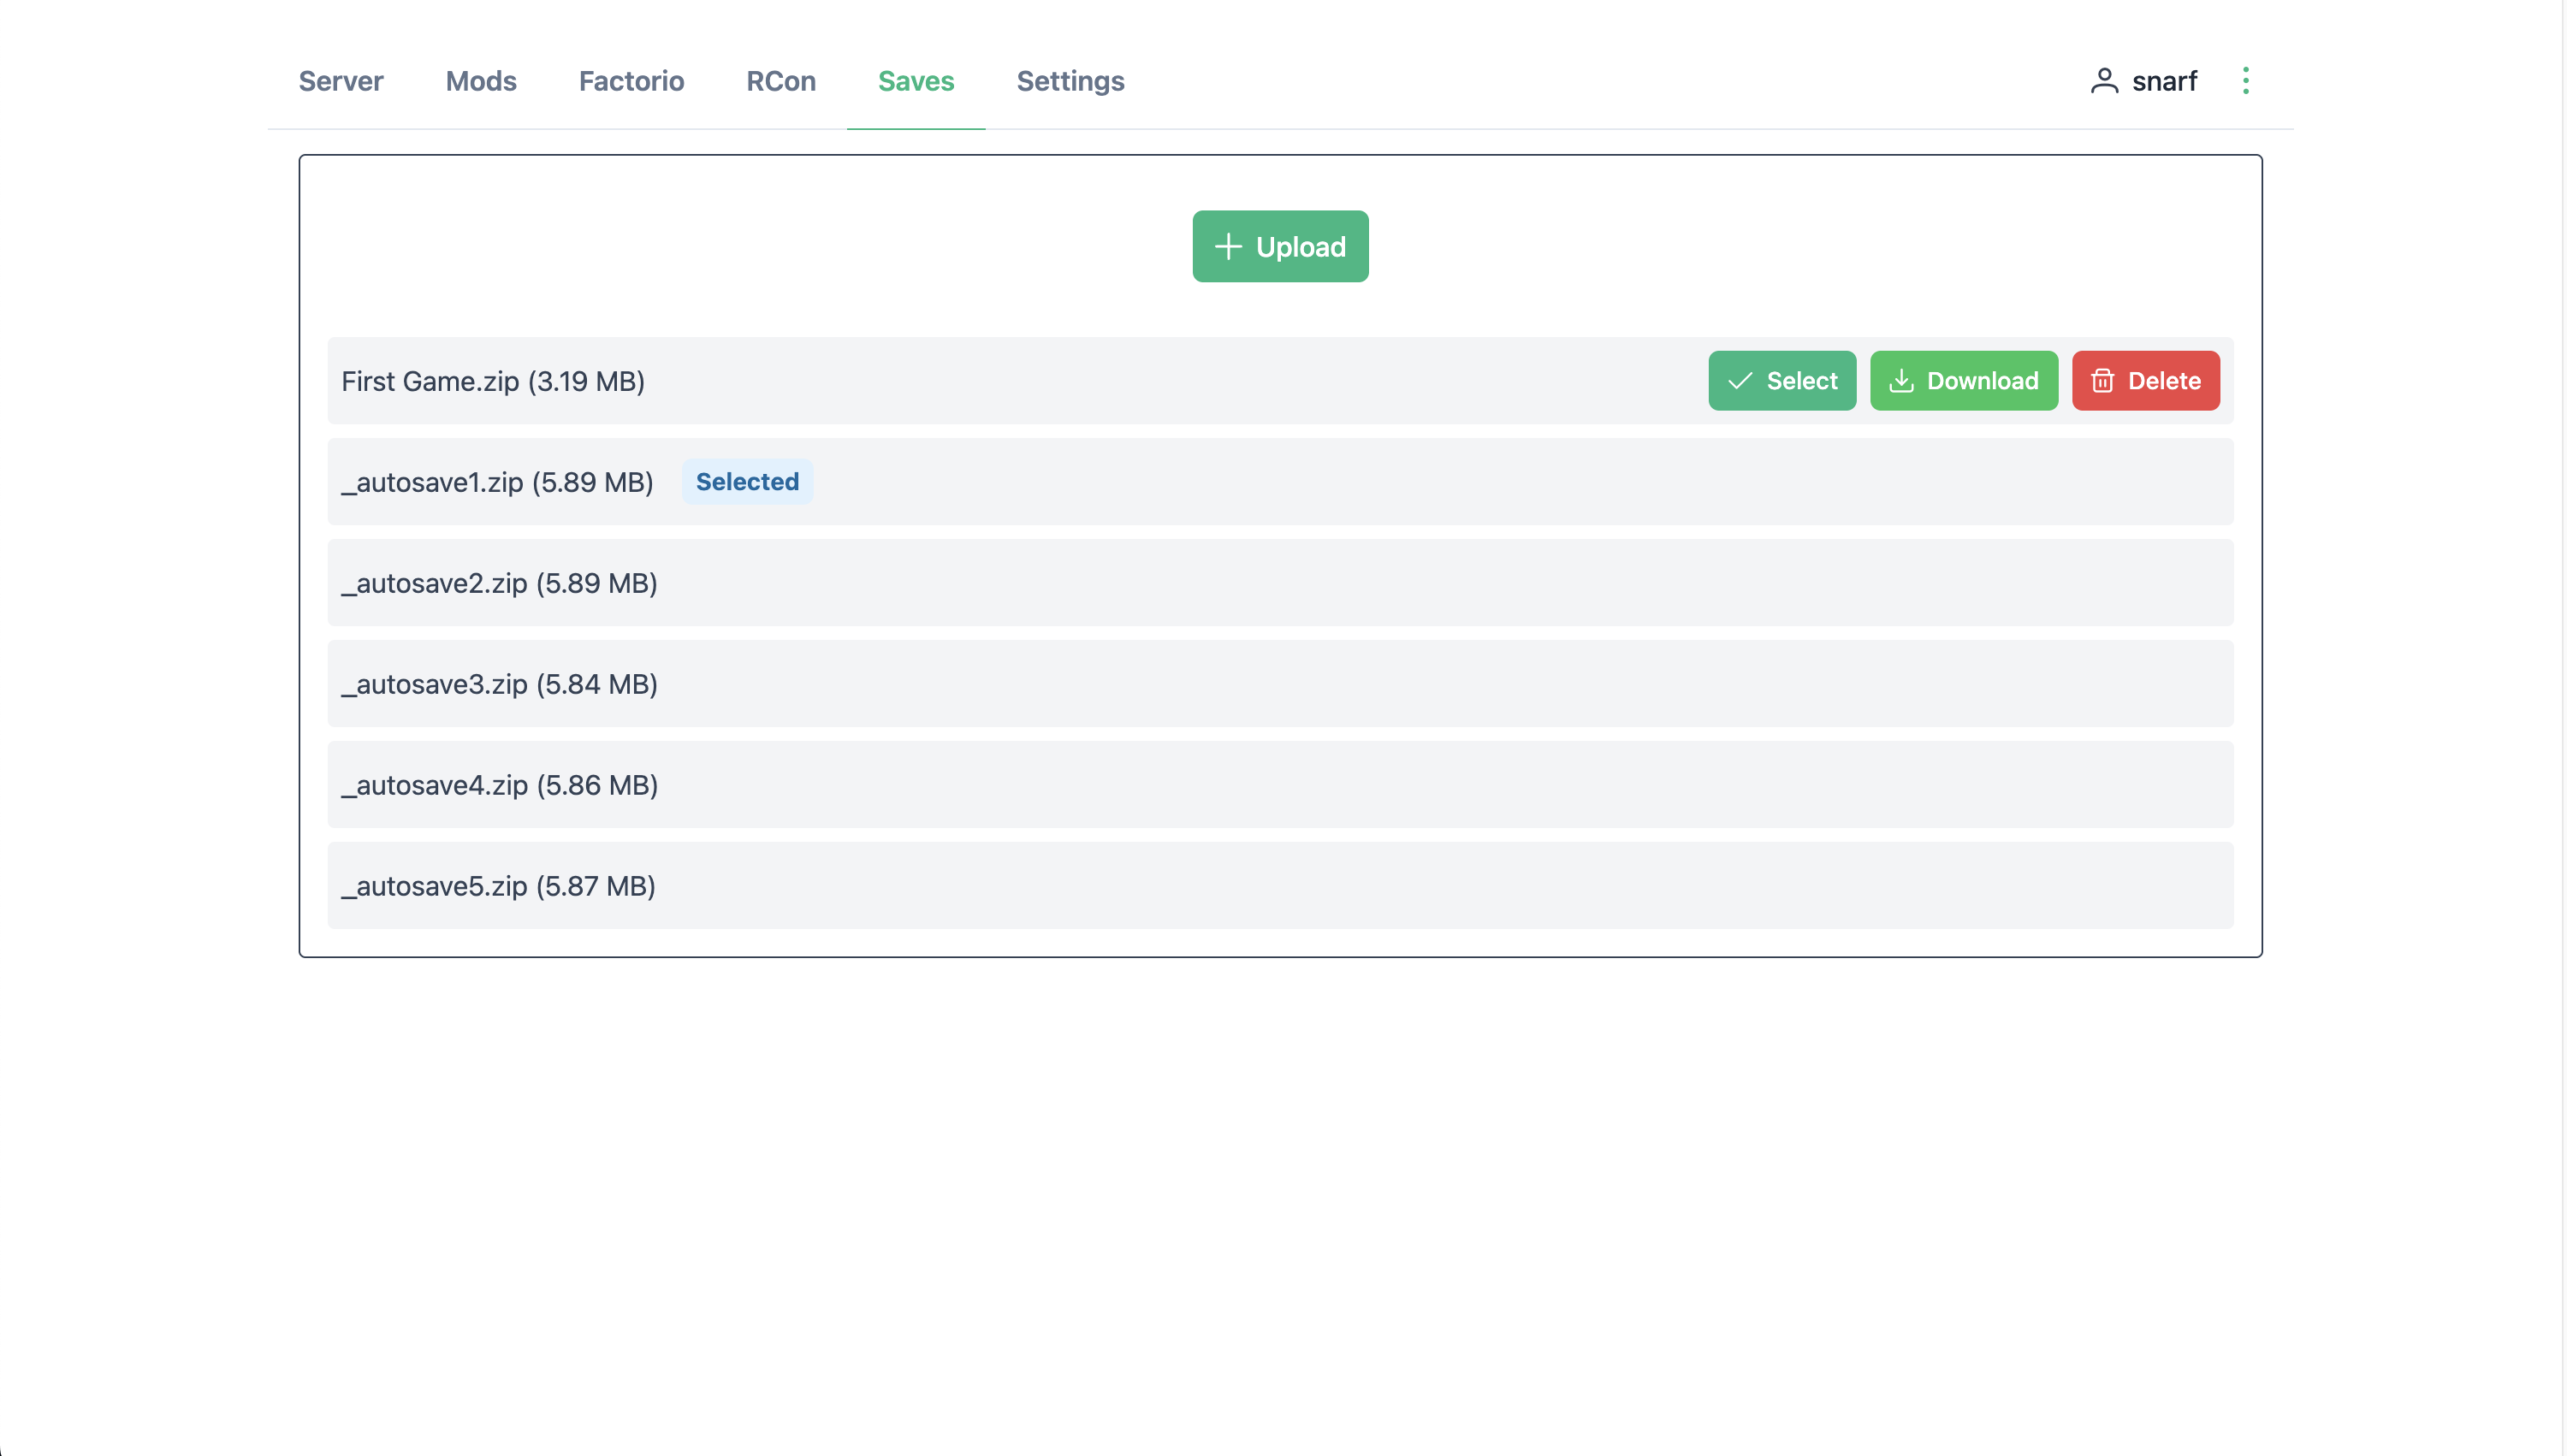 Server Mods Factorio RCon Saves Settings snarf
Upload
First Game.zip (3.19 MB) Select Download Delete
_autosave1.zip (5.89 MB) Selected
_autosave2.zip (5.89 MB)
_autosave3.zip (5.84 MB)
_autosave4.zip (5.86 MB)
_autosave5.zip (5.87 MB)